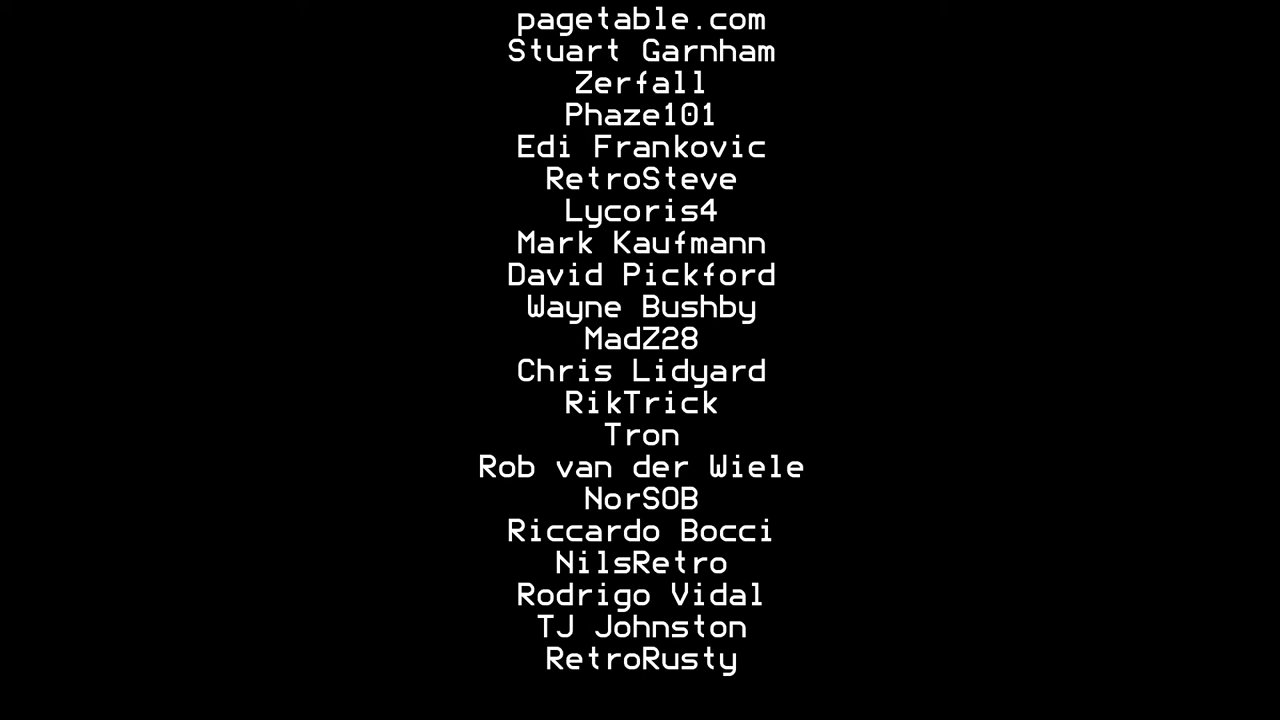 pagetable.com
Stuart Garnham
Zerfall
Phaze101
Edi Frankovic
RetroSteve
Lycoris4
Mark Kaufmann
David Pickford
Wayne Bushby
MadZ28
Chris Lidyard
RikTrick
Tron
Rob van der Wiele
NorSOB
Riccardo Bocci
NilsRetro
Rodrigo Vidal
TJ Johnston
RetroRusty